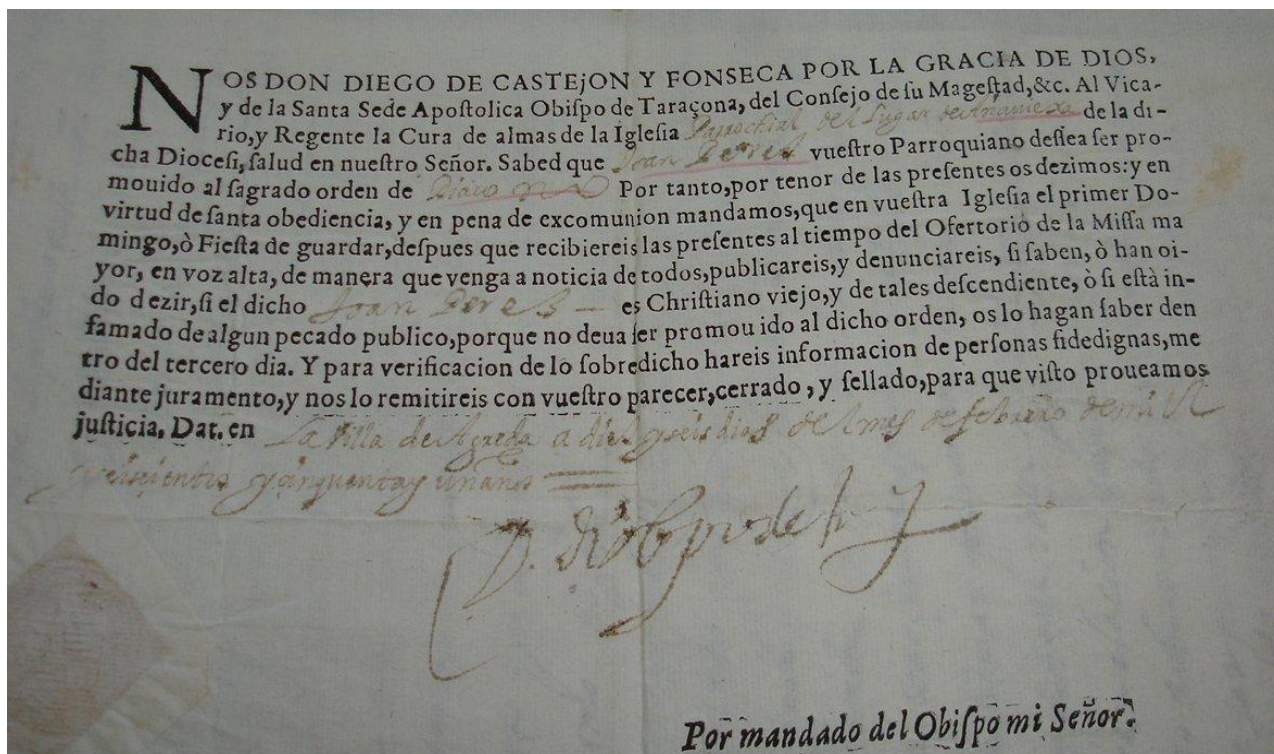 NOS DON DIEGO DE CASTEJON Y FONSECA POR LA GRACIA DE DIOS,
y de la Santa Sede Apoſtolica Obiſpo de Taraçona, del Conſejo de ſu Mageſtad, &c. Al Vica-
rio, y Regente la Cura de almas de la Igleſia Parrochial del lugar de de la di-
cha Dioceſi, ſalud en nueſtro Señor. Sabed que Joan Perez vueſtro Parroquiano deſſea ſer pro-
mouido al ſagrado orden de Diacono Por tanto, por tenor de las preſentes os dezimos: y en
virtud de ſanta obediencia, y en pena de excomunion mandamos, que en vueſtra Igleſia el primer Do-
mingo, ò Fieſta de guardar, deſpues que recibiereis las preſentes al tiempo del Ofertorio de la Miſſa ma
yor, en voz alta, de manera que venga a noticia de todos, publicareis, y denunciareis, ſi ſaben, ò han oi-
do dezir, ſi el dicho Joan Perez es Chriſtiano viejo, y de tales deſcendiente, ò ſi eſtà in-
famado de algun pecado publico, porque no deua ſer promouido al dicho orden, os lo hagan ſaber den
tro del tercero dia. Y para verificacion de lo ſobredicho hareis informacion de perſonas fidedignas, me
diante juramento, y nos lo remitireis con vueſtro parecer, cerrado, y ſellado, para que viſto proueamos
juſticia. Dat. en La Villa de Agreda a diez y seis dias del mes de febrero de mil
seiscientos y cinquenta y un anos
Por mandado del Obiſpo mi Señor.